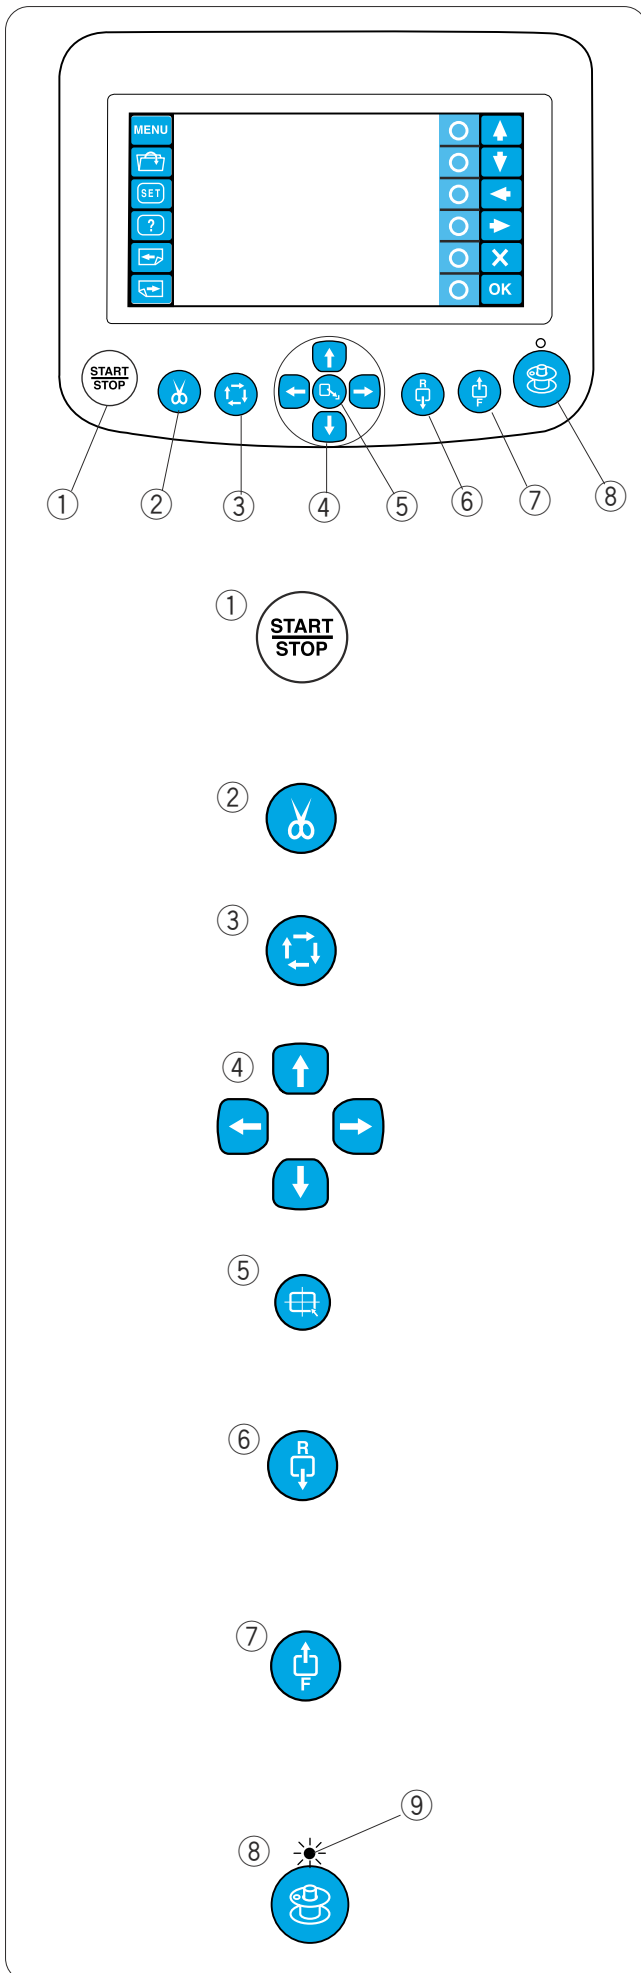 MENU
SET
?
OK
START
STOP
R
F
① ② ③ ④ ⑤ ⑥ ⑦ ⑧
①
START
STOP
②
③
④
⑤
⑥
R
⑦
F
⑨
⑧